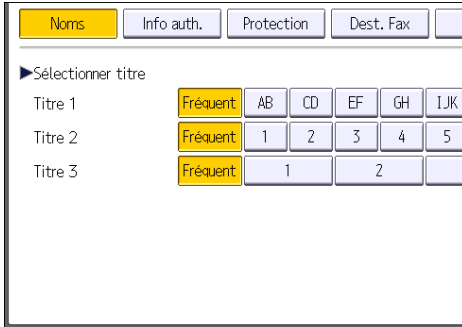 Noms Info auth. Protection Dest. Fax
►Sélectionner titre
Titre 1 Fréquent AB CD EF GH IJK
Titre 2 Fréquent 1 2 3 4 5
Titre 3 Fréquent 1 2